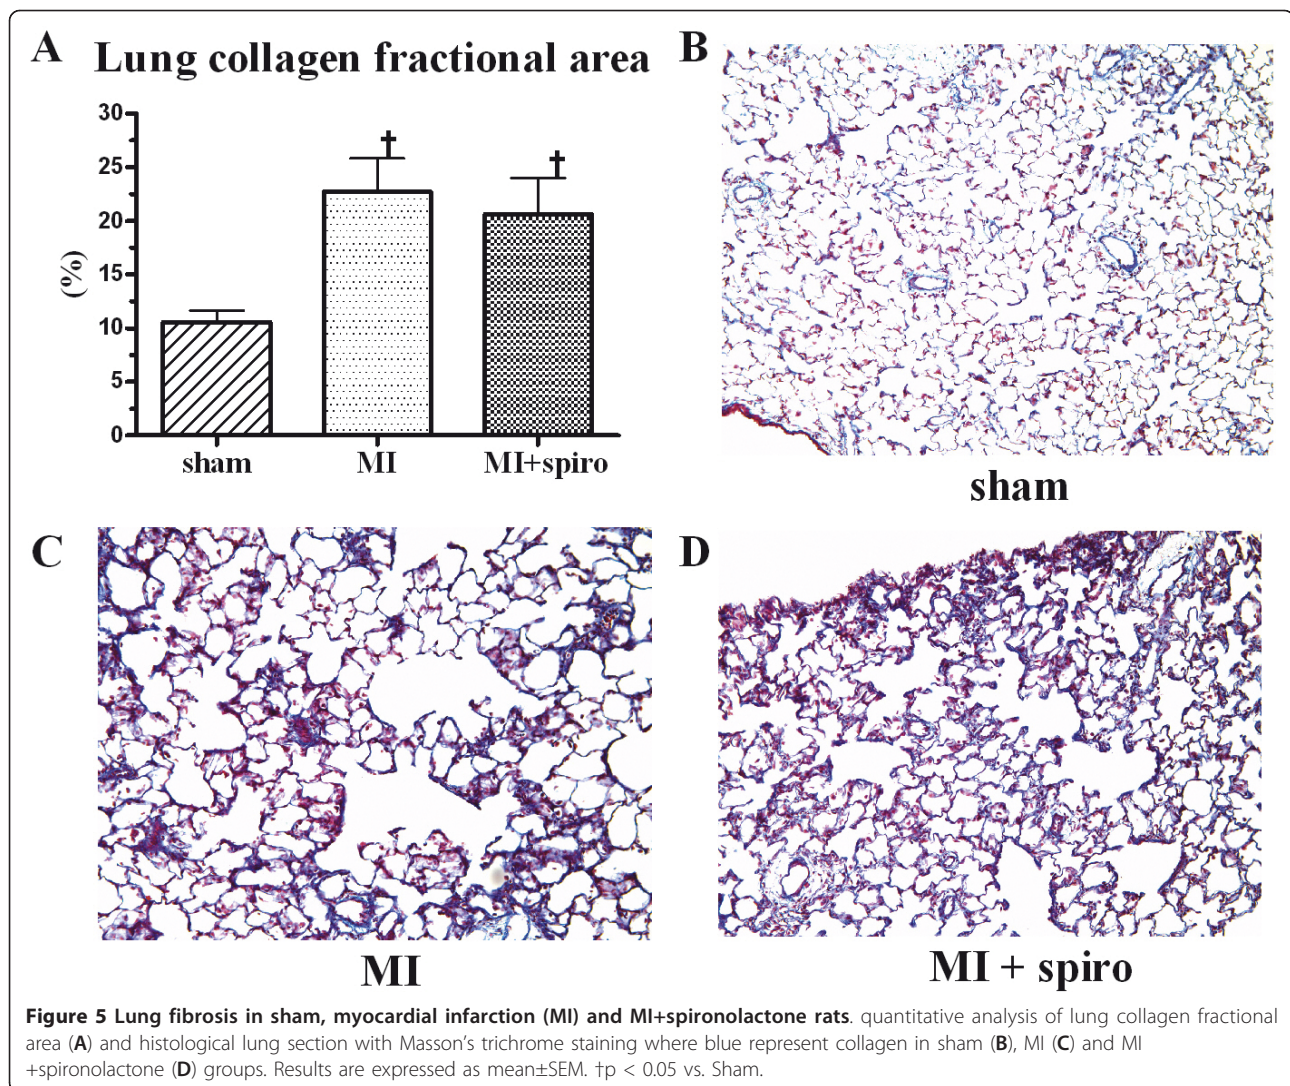 A Lung collagen fractional area
B
30
25
20
15
10
5
0
(%)
†
†
sham
MI
MI+spiro
sham
C
D
MI
MI + spiro
Figure 5 Lung fibrosis in sham, myocardial infarction (MI) and MI+spironolactone rats. quantitative analysis of lung collagen fractional
area (A) and histological lung section with Masson's trichrome staining where blue represent collagen in sham (B), MI (C) and MI
+spironolactone (D) groups. Results are expressed as mean±SEM. †p < 0.05 vs. Sham.